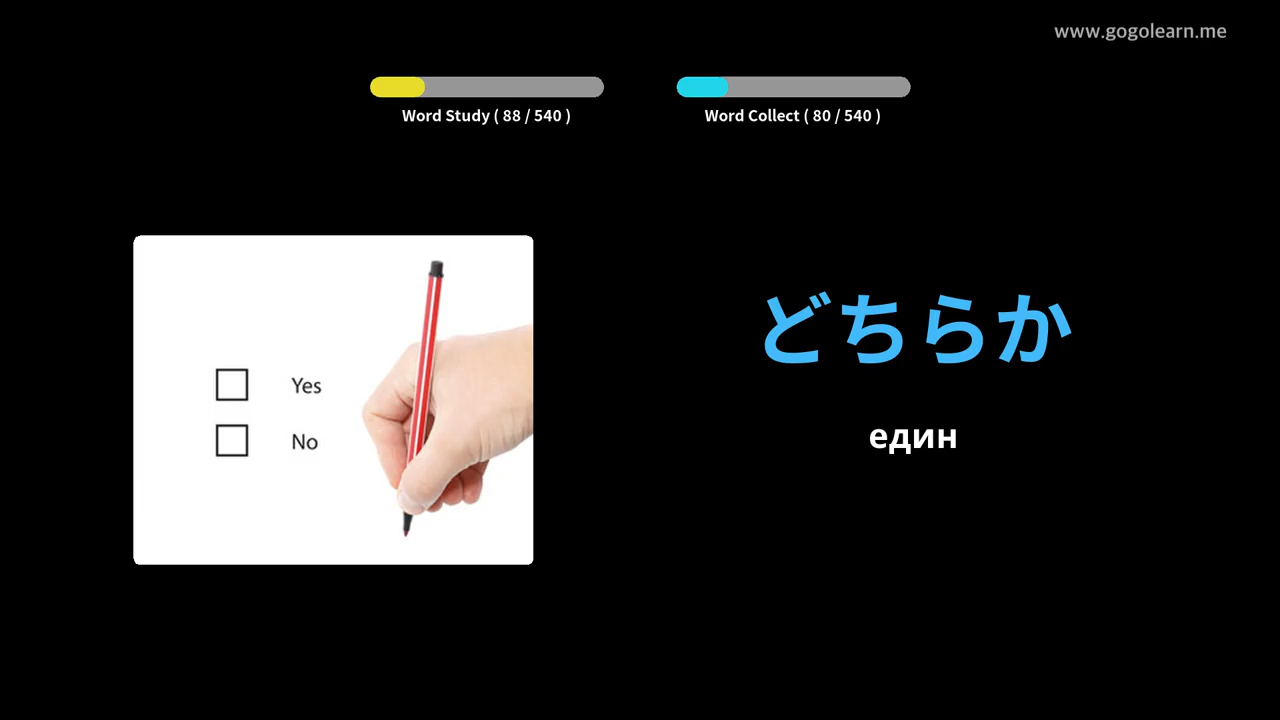 www.gogolearn.me
Word Study ( 88 / 540 )
Word Collect ( 80 / 540 )
Yes
No
どちらか
един